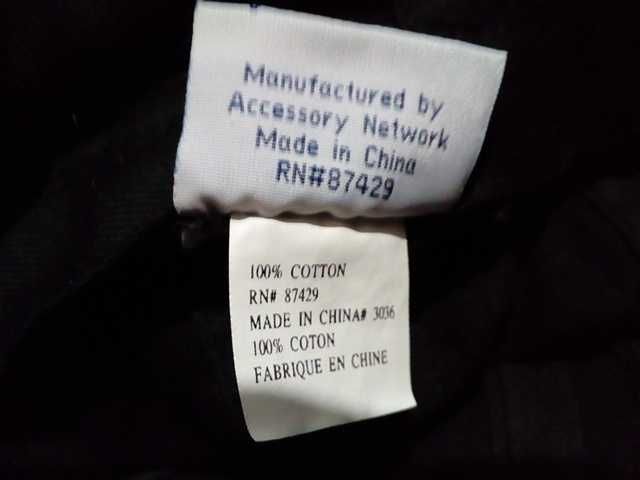 Manufactured by
Accessory Network
Made in China
RN#87429
100% COTTON
RN# 87429
MADE IN CHINA# 3036
100% COTON
FABRIQUE EN CHINE